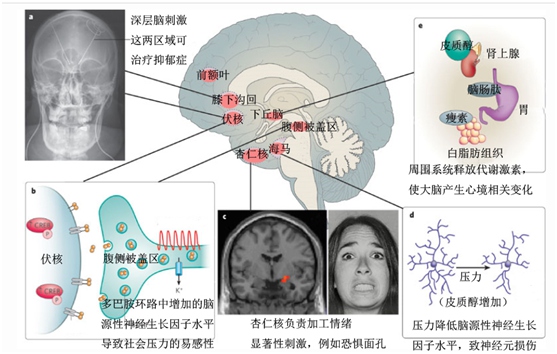 a
深层脑刺激
这两区域可
治疗抑郁症
前额叶
膝下沟回
伏核
下丘脑
腹侧被盖区
海马
杏仁核
e
皮质醇
肾上腺
脑肠肽
胃
瘦素
白脂肪组织
周围系统释放代谢激素，
使大脑产生心境相关变化
b
伏核
腹侧被盖区
K⁺
多巴胺环路中增加的脑
源性神经生长因子水平
导致社会压力的易感性
c
杏仁核负责加工情绪
显著性刺激，例如恐惧面孔
d
压力
（皮质醇增加）
压力降低脑源性神经生长
因子水平，致神经元损伤